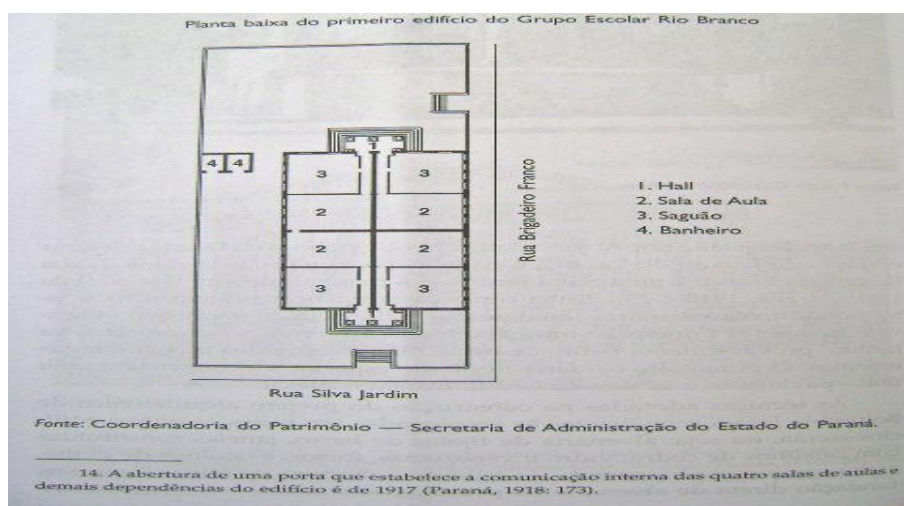 Planta baixa do primeiro edifício do Grupo Escolar Rio Branco
1
4 4
3 3
2 2
2 2
3 3
1
Rua Brigadeiro Franco
1. Hall
2. Sala de Aula
3. Saguão
4. Banheiro
Rua Silva Jardim
Fonte: Coordenadoria do Patrimônio — Secretaria de Administração do Estado do Paraná.
14. A abertura de uma porta que estabelece a comunicação interna das quatro salas de aulas e
demais dependências do edifício é de 1917 (Paraná, 1918: 173).